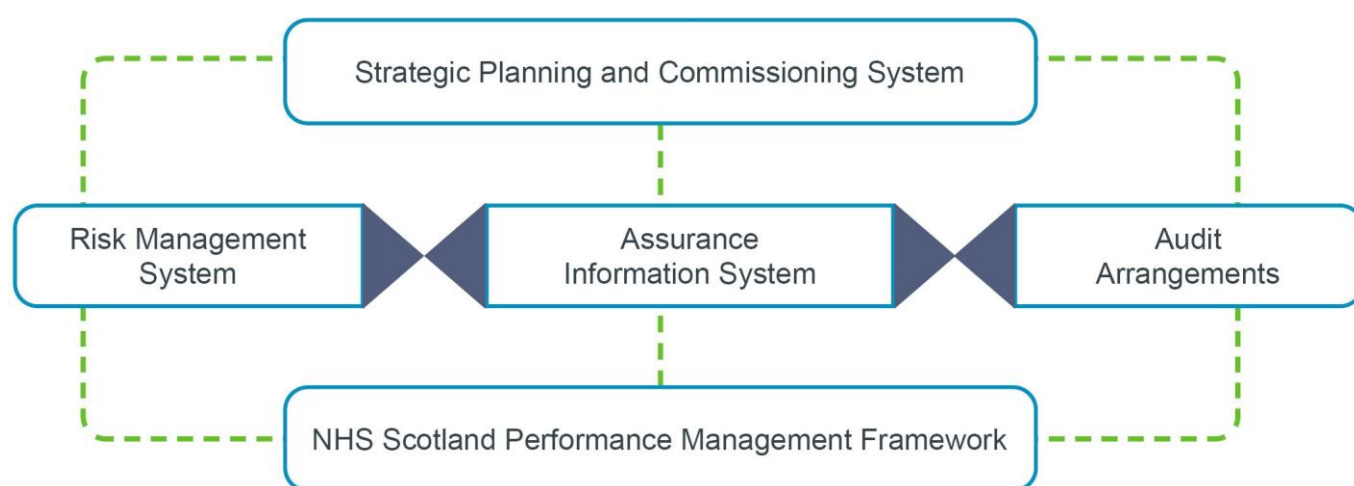 Strategic Planning and Commissioning System
Risk Management
System
Assurance
Information System
Audit
Arrangements
NHS Scotland Performance Management Framework